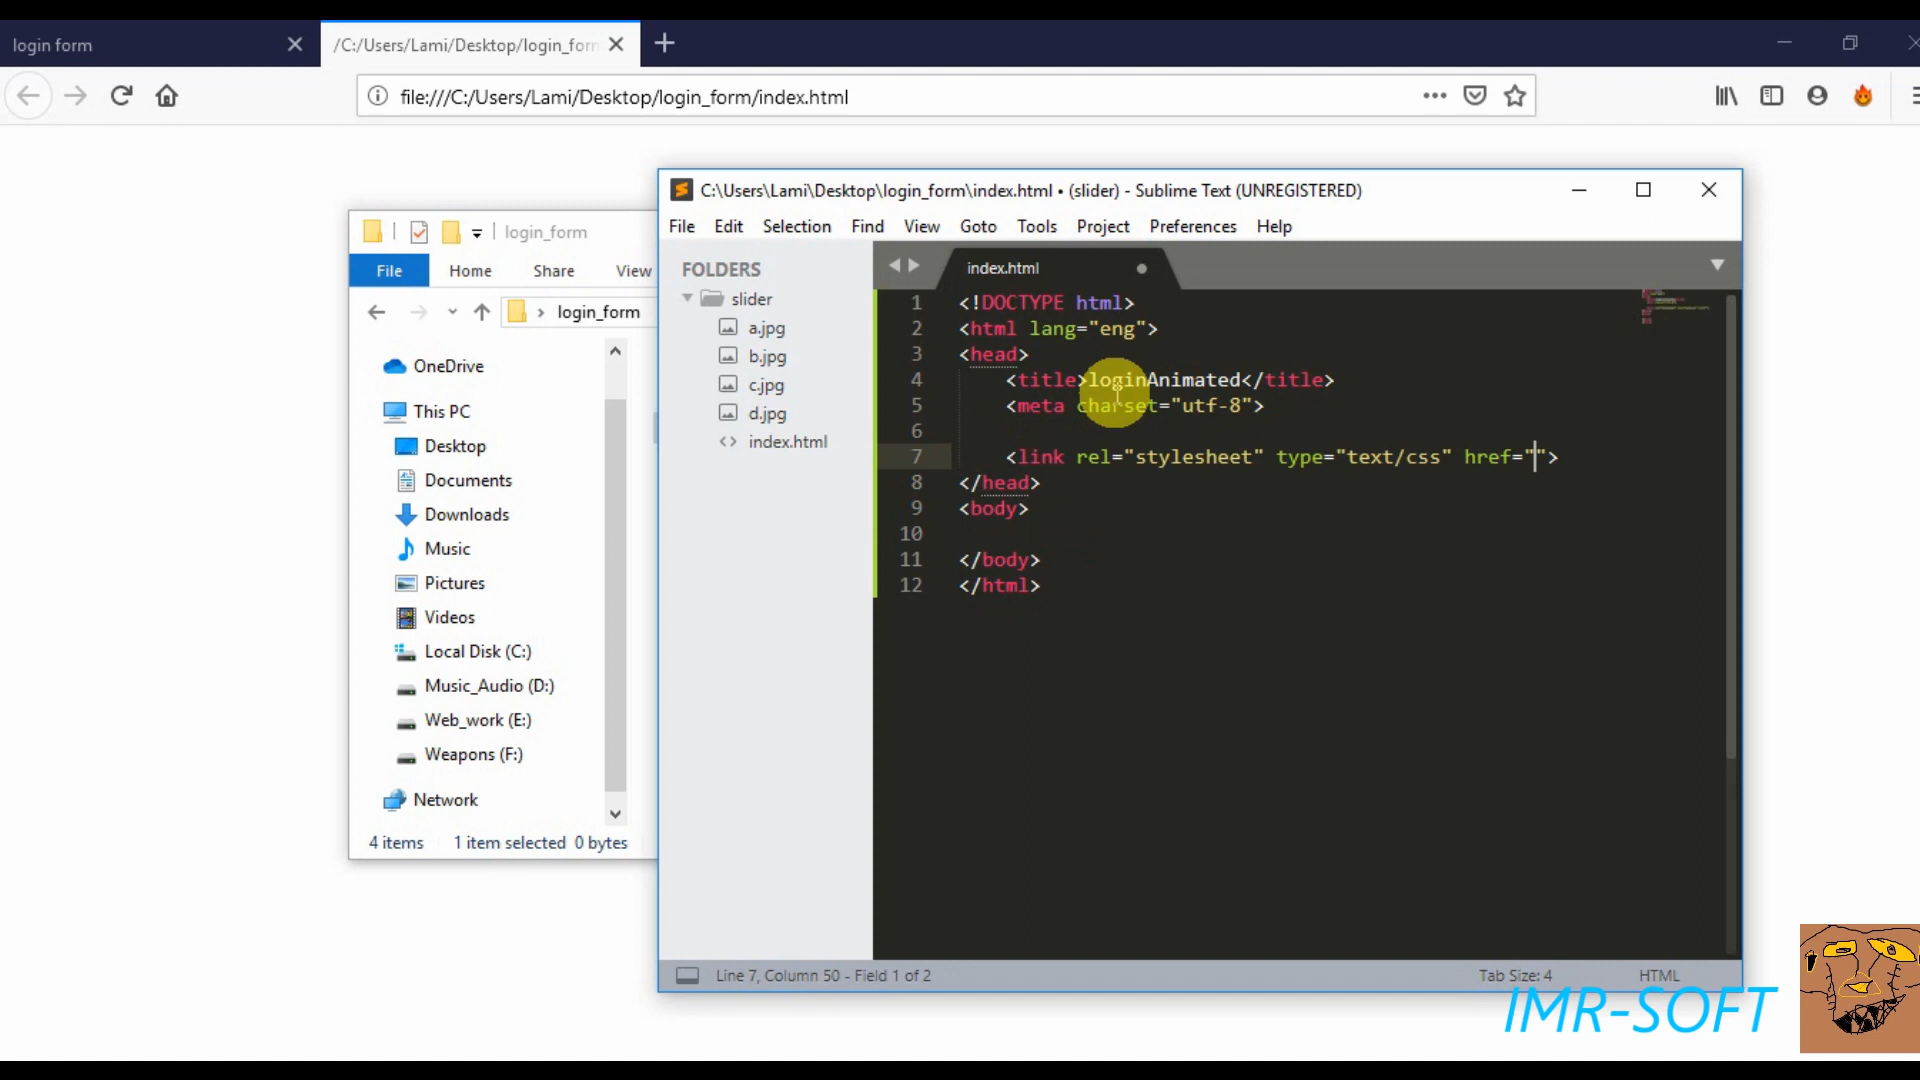 login form
/C:/Users/Lami/Desktop/login_form
file:///C:/Users/Lami/Desktop/login_form/index.html
C:\Users\Lami\Desktop\login_form\index.html • (slider) - Sublime Text (UNREGISTERED)
File Edit Selection Find View Goto Tools Project Preferences Help
login_form
File Home Share View
login_form
OneDrive
This PC
Desktop
Documents
Downloads
Music
Pictures
Videos
Local Disk (C:)
Music_Audio (D:)
Web_work (E:)
Weapons (F:)
Network
4 items 1 item selected 0 bytes
FOLDERS
slider
a.jpg
b.jpg
c.jpg
d.jpg
index.html
index.html
1 <!DOCTYPE html>
2 <html lang="eng">
3 <head>
4 <title>loginAnimated</title>
5 <meta charset="utf-8">
6
7 <link rel="stylesheet" type="text/css" href="">
8 </head>
9 <body>
10
11 </body>
12 </html>
Line 7, Column 50 - Field 1 of 2
Tab Size: 4
HTML
IMR-SOFT